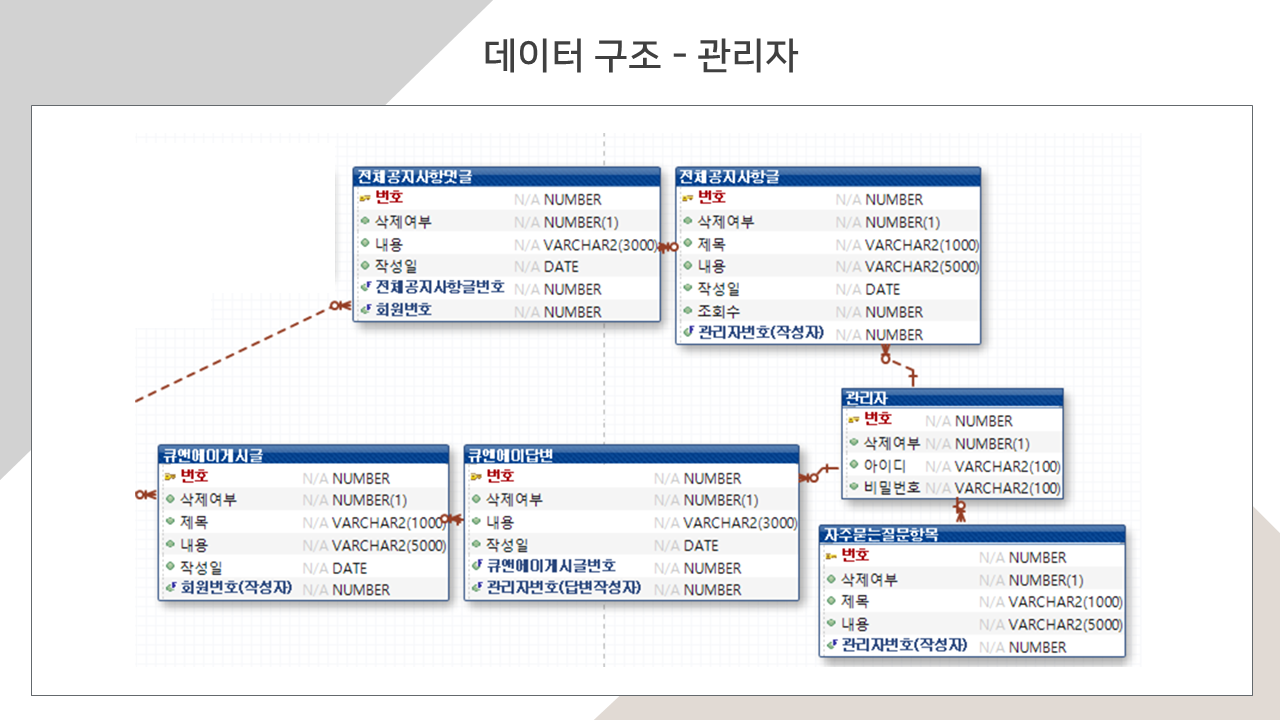 데이터 구조 - 관리자
전체공지사항댓글
번호 N/A NUMBER
삭제여부 N/A NUMBER(1)
내용 N/A VARCHAR2(3000)
작성일 N/A DATE
전체공지사항글번호 N/A NUMBER
회원번호 N/A NUMBER
전체공지사항글
번호 N/A NUMBER
삭제여부 N/A NUMBER(1)
제목 N/A VARCHAR2(1000)
내용 N/A VARCHAR2(5000)
작성일 N/A DATE
조회수 N/A NUMBER
관리자번호(작성자) N/A NUMBER
관리자
번호 N/A NUMBER
삭제여부 N/A NUMBER(1)
아이디 N/A VARCHAR2(100)
비밀번호 N/A VARCHAR2(100)
큐앤에이게시글
번호 N/A NUMBER
삭제여부 N/A NUMBER(1)
제목 N/A VARCHAR2(1000)
내용 N/A VARCHAR2(5000)
작성일 N/A DATE
회원번호(작성자) N/A NUMBER
큐앤에이답변
번호 N/A NUMBER
삭제여부 N/A NUMBER(1)
내용 N/A VARCHAR2(3000)
작성일 N/A DATE
큐앤에이게시글번호 N/A NUMBER
관리자번호(답변작성자) N/A NUMBER
자주묻는질문항목
번호 N/A NUMBER
삭제여부 N/A NUMBER(1)
제목 N/A VARCHAR2(1000)
내용 N/A VARCHAR2(5000)
관리자번호(작성자) N/A NUMBER